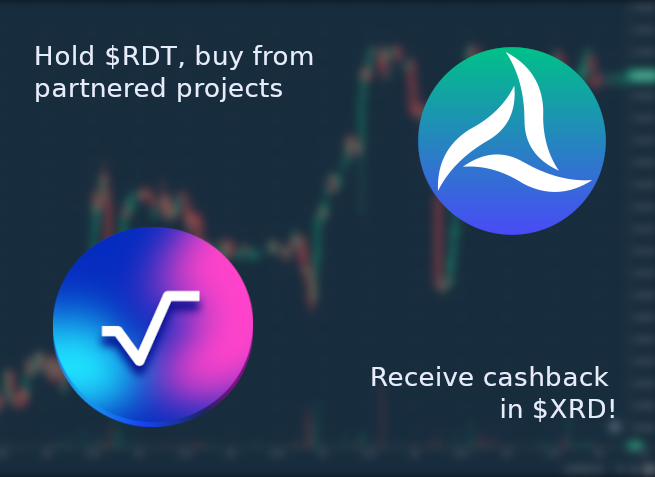 Hold $RDT, buy from
partnered projects
Receive cashback
in $XRD!